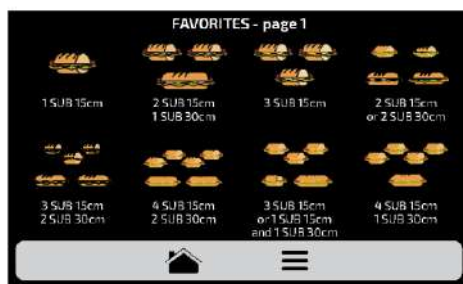 FAVORITES - page 1
1 SUB 15cm
2 SUB 15cm
1 SUB 30cm
3 SUB 15cm
2 SUB 15cm
or 2 SUB 30cm
3 SUB 15cm
2 SUB 30cm
4 SUB 15cm
2 SUB 30cm
3 SUB 15cm
or 1 SUB 15cm
and 1 SUB 30cm
4 SUB 15cm
1 SUB 30cm